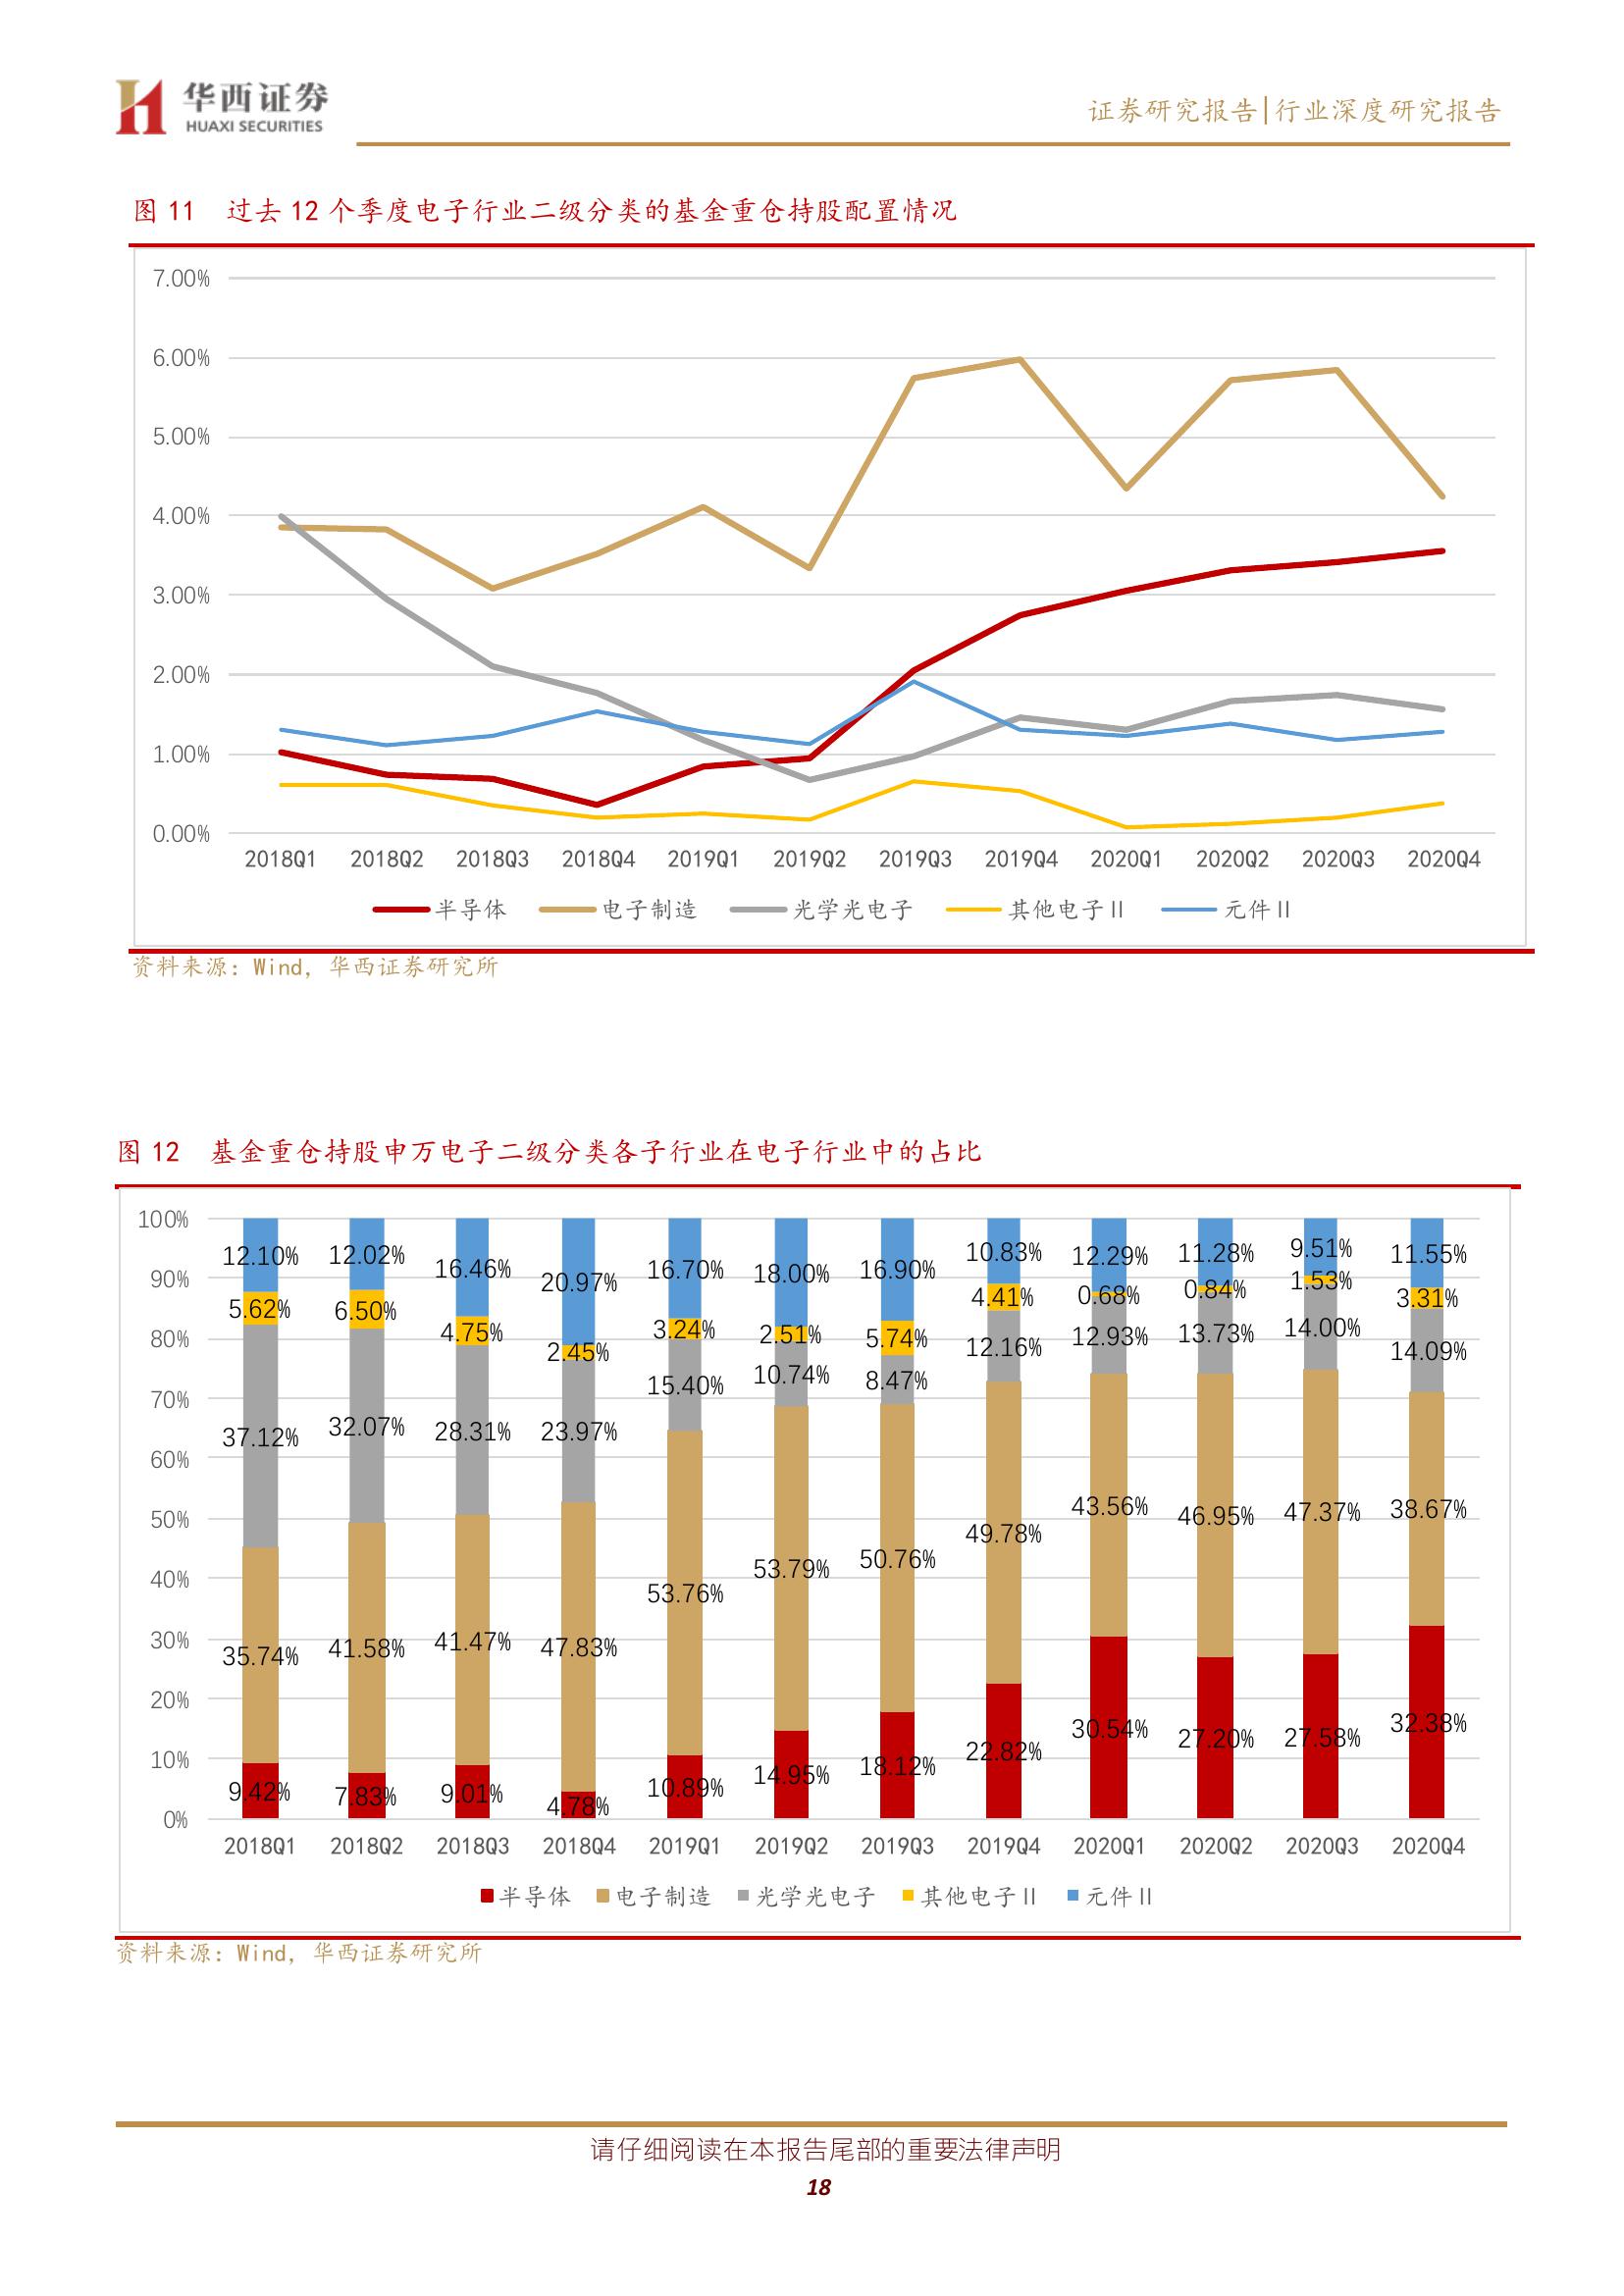 华西证券
HUAXI SECURITIES
证券研究报告|行业深度研究报告
图 11 过去 12 个季度电子行业二级分类的基金重仓持股配置情况
7.00%
6.00%
5.00%
4.00%
3.00%
2.00%
1.00%
0.00%
2018Q1 2018Q2 2018Q3 2018Q4 2019Q1 2019Q2 2019Q3 2019Q4 2020Q1 2020Q2 2020Q3 2020Q4
半导体 电子制造 光学光电子 其他电子Ⅱ 元件Ⅱ
资料来源：Wind，华西证券研究所
图 12 基金重仓持股申万电子二级分类各子行业在电子行业中的占比
100%
90%
80%
70%
60%
50%
40%
30%
20%
10%
0%
12.10% 12.02% 16.46% 20.97% 16.70% 18.00% 16.90% 10.83% 12.29% 11.28% 9.51% 11.55%
5.62% 6.50% 4.75% 2.45% 3.24% 2.51% 5.74% 4.41% 0.68% 0.84% 1.53% 3.31%
37.12% 32.07% 28.31% 23.97% 15.40% 10.74% 8.47% 12.16% 12.93% 13.73% 14.00% 14.09%
35.74% 41.58% 41.47% 47.83% 53.76% 53.79% 50.76% 49.78% 43.56% 46.95% 47.37% 38.67%
9.42% 7.83% 9.01% 4.78% 10.89% 14.95% 18.12% 22.82% 30.54% 27.20% 27.58% 32.38%
2018Q1 2018Q2 2018Q3 2018Q4 2019Q1 2019Q2 2019Q3 2019Q4 2020Q1 2020Q2 2020Q3 2020Q4
半导体 电子制造 光学光电子 其他电子Ⅱ 元件Ⅱ
资料来源：Wind，华西证券研究所
请仔细阅读在本报告尾部的重要法律声明
18